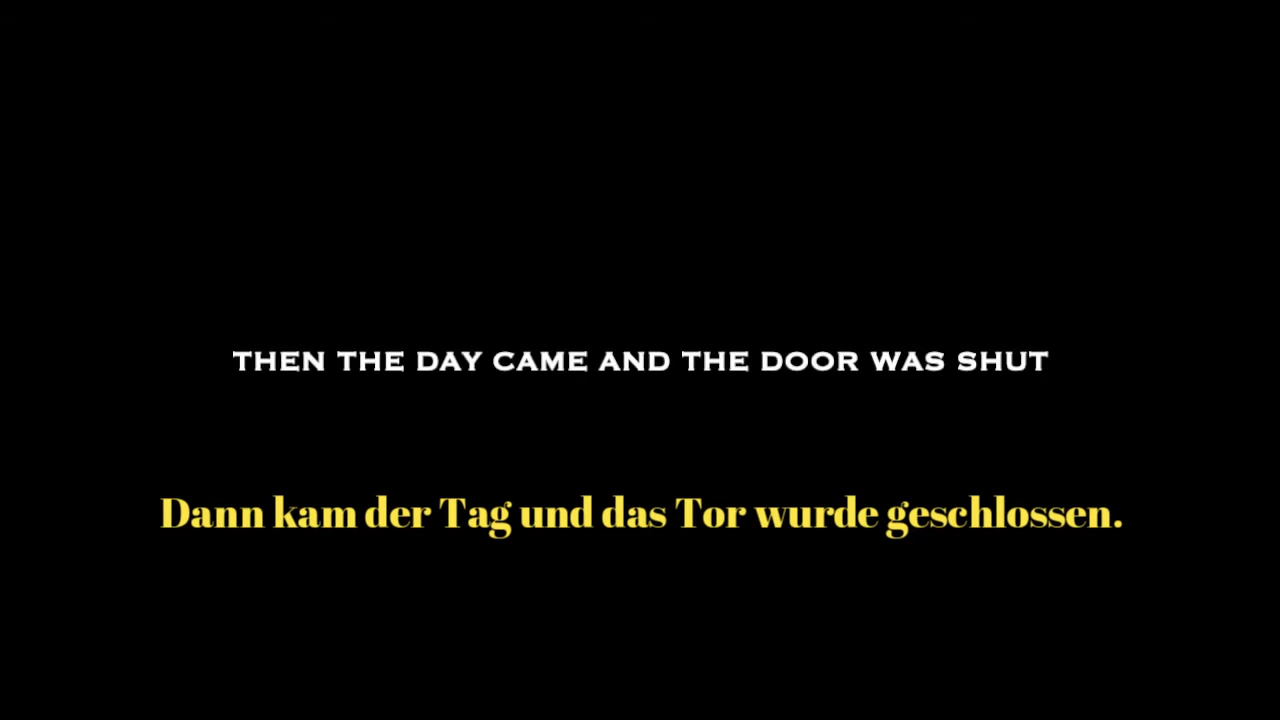 THEN THE DAY CAME AND THE DOOR WAS SHUT
Dann kam der Tag und das Tor wurde geschlossen.